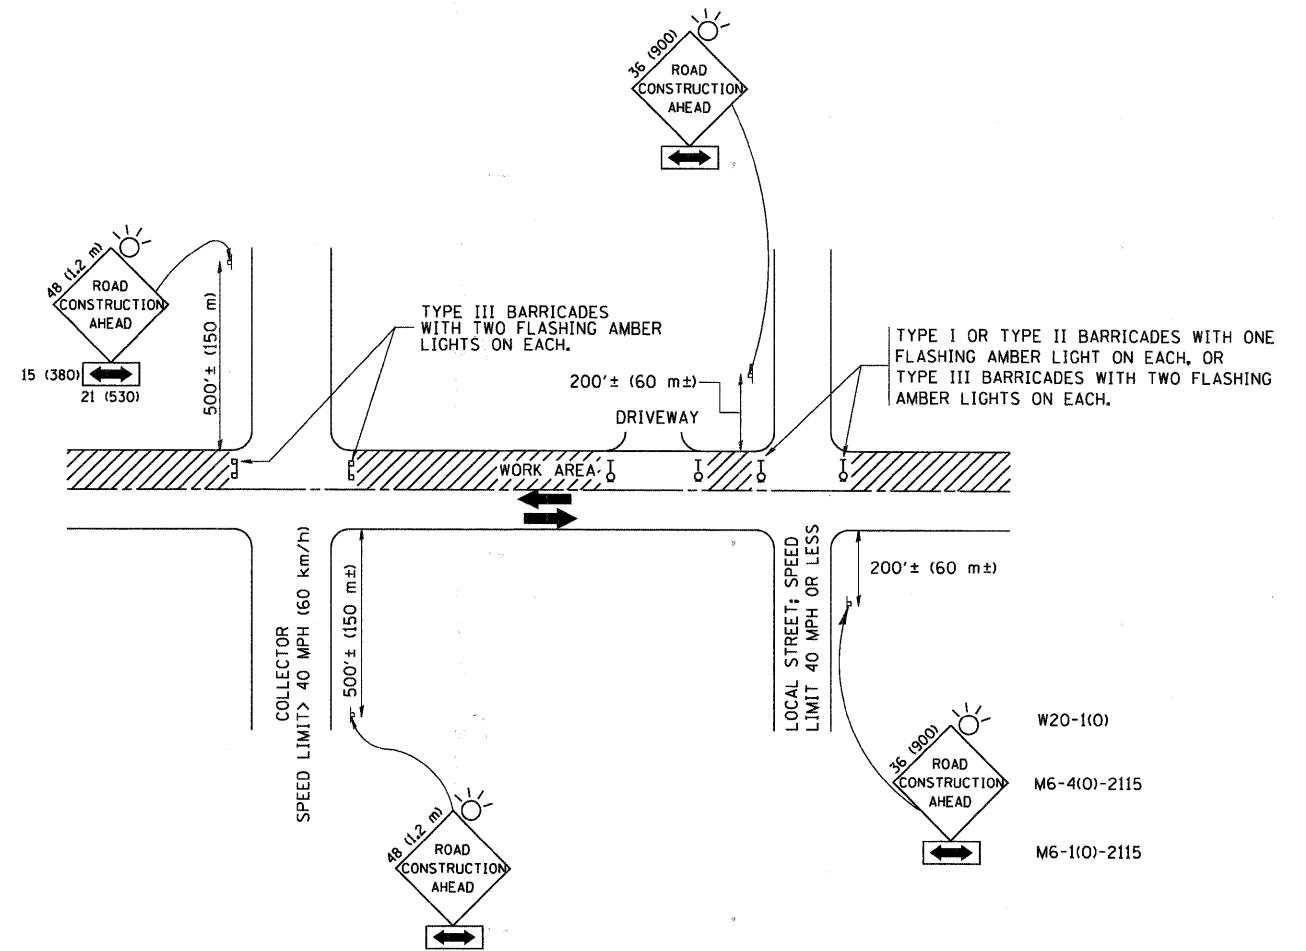 36 (900)
ROAD
CONSTRUCTION
AHEAD
48 (1.2 m)
ROAD
CONSTRUCTION
AHEAD
15 (380)
21 (530)
500'± (150 m)
TYPE III BARRICADES
WITH TWO FLASHING AMBER
LIGHTS ON EACH.
200'± (60 m±)
DRIVEWAY
TYPE I OR TYPE II BARRICADES WITH ONE
FLASHING AMBER LIGHT ON EACH, OR
TYPE III BARRICADES WITH TWO FLASHING
AMBER LIGHTS ON EACH.
WORK AREA
COLLECTOR
SPEED LIMIT> 40 MPH (60 km/h)
500'± (150 m±)
LOCAL STREET; SPEED
LIMIT 40 MPH OR LESS
200'± (60 m±)
48 (1.2 m)
ROAD
CONSTRUCTION
AHEAD
36 (900)
ROAD
CONSTRUCTION
AHEAD
W20-1(O)
M6-4(O)-2115
M6-1(O)-2115